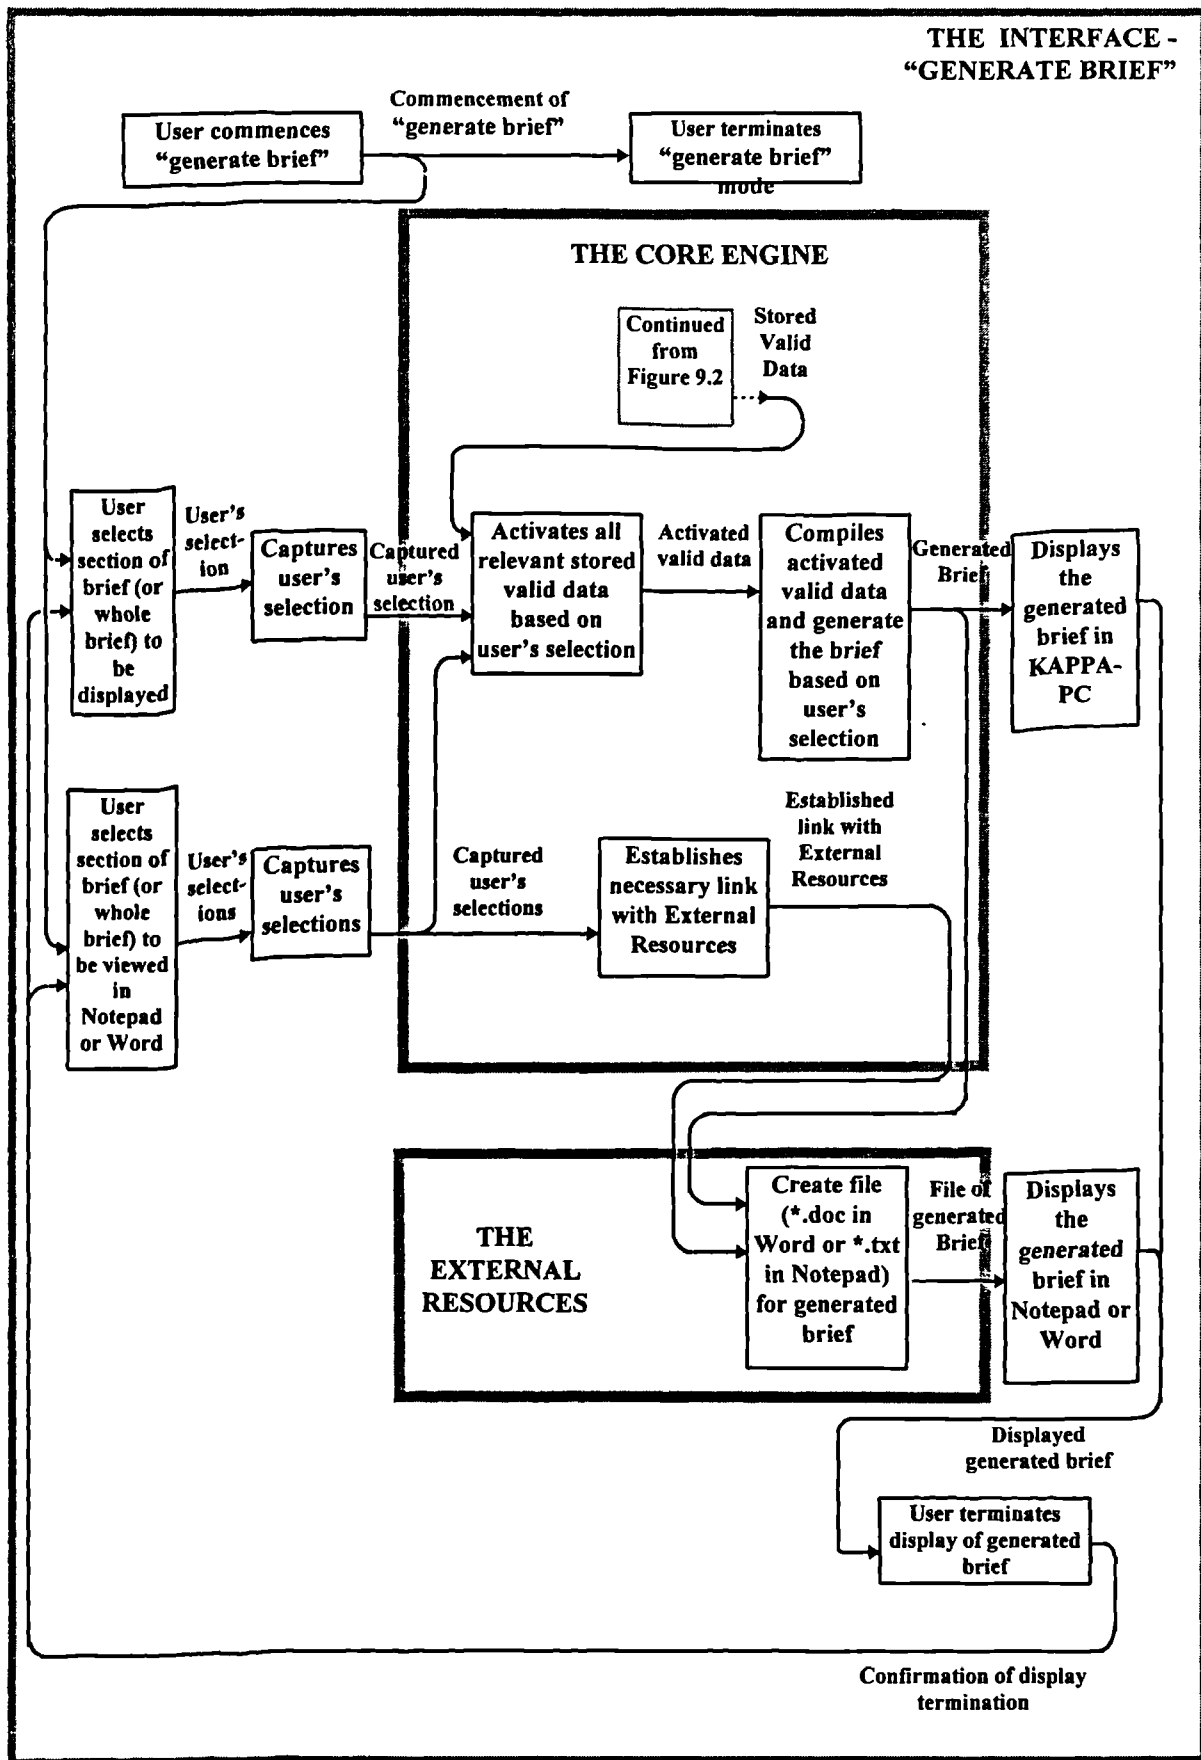 THE INTERFACE -
“GENERATE BRIEF”
Commencement of
“generate brief”
User commences
“generate brief”
User terminates
“generate brief”
mode
THE CORE ENGINE
Continued
from
Figure 9.2
Stored
Valid
Data
User
selects
section of
brief (or
whole
brief) to
be
displayed
User's
select-
ion
Captures
user's
selection
Captured
user's
selection
Activates all
relevant stored
valid data
based on
user's selection
Activated
valid data
Compiles
activated
valid data
and generate
the brief
based on
user's
selection
Generated
Brief
Displays
the
generated
brief in
KAPPA-
PC
User
selects
section of
brief (or
whole
brief) to
be viewed
in
Notepad
or Word
User's
select-
ions
Captures
user's
selections
Captured
user's
selections
Establishes
necessary link
with External
Resources
Established
link with
External
Resources
THE
EXTERNAL
RESOURCES
Create file
(*.doc in
Word or *.txt
in Notepad)
for generated
brief
File of
generated
Brief
Displays
the
generated
brief in
Notepad or
Word
Displayed
generated brief
User terminates
display of generated
brief
Confirmation of display
termination